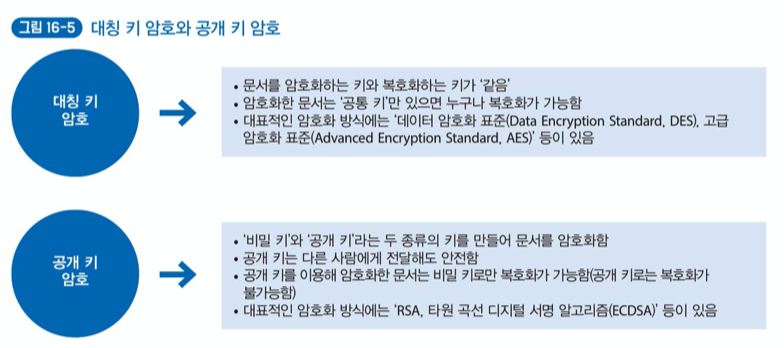 그림 16-5 대칭 키 암호와 공개 키 암호
대칭 키
암호
• 문서를 암호화하는 키와 복호화하는 키가 ‘같음’
• 암호화한 문서는 ‘공통 키’만 있으면 누구나 복호화가 가능함
• 대표적인 암호화 방식에는 ‘데이터 암호화 표준(Data Encryption Standard, DES), 고급
암호화 표준(Advanced Encryption Standard, AES)’ 등이 있음
공개 키
암호
• ‘비밀 키’와 ‘공개 키’라는 두 종류의 키를 만들어 문서를 암호화함
• 공개 키는 다른 사람에게 전달해도 안전함
• 공개 키를 이용해 암호화한 문서는 비밀 키로만 복호화가 가능함(공개 키로는 복호화가
불가능함)
• 대표적인 암호화 방식에는 ‘RSA, 타원 곡선 디지털 서명 알고리즘(ECDSA)’ 등이 있음